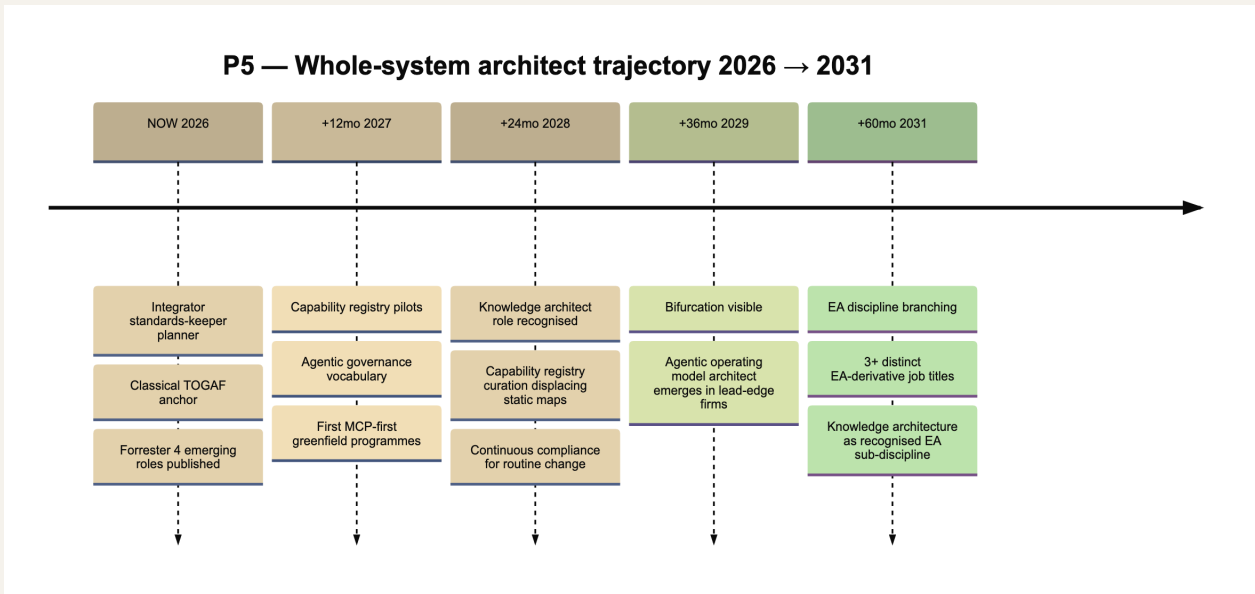 P5 — Whole-system architect trajectory 2026 → 2031
NOW 2026
+12mo 2027
+24mo 2028
+36mo 2029
+60mo 2031
Integrator
standards-keeper
planner
Classical TOGAF
anchor
Forrester 4 emerging
roles published
Capability registry pilots
Agentic governance
vocabulary
First MCP-first
greenfield programmes
Knowledge architect
role recognised
Capability registry
curation displacing
static maps
Continuous compliance
for routine change
Bifurcation visible
Agentic operating
model architect
emerges in lead-edge
firms
EA discipline branching
3+ distinct
EA-derivative job titles
Knowledge architecture
as recognised EA
sub-discipline